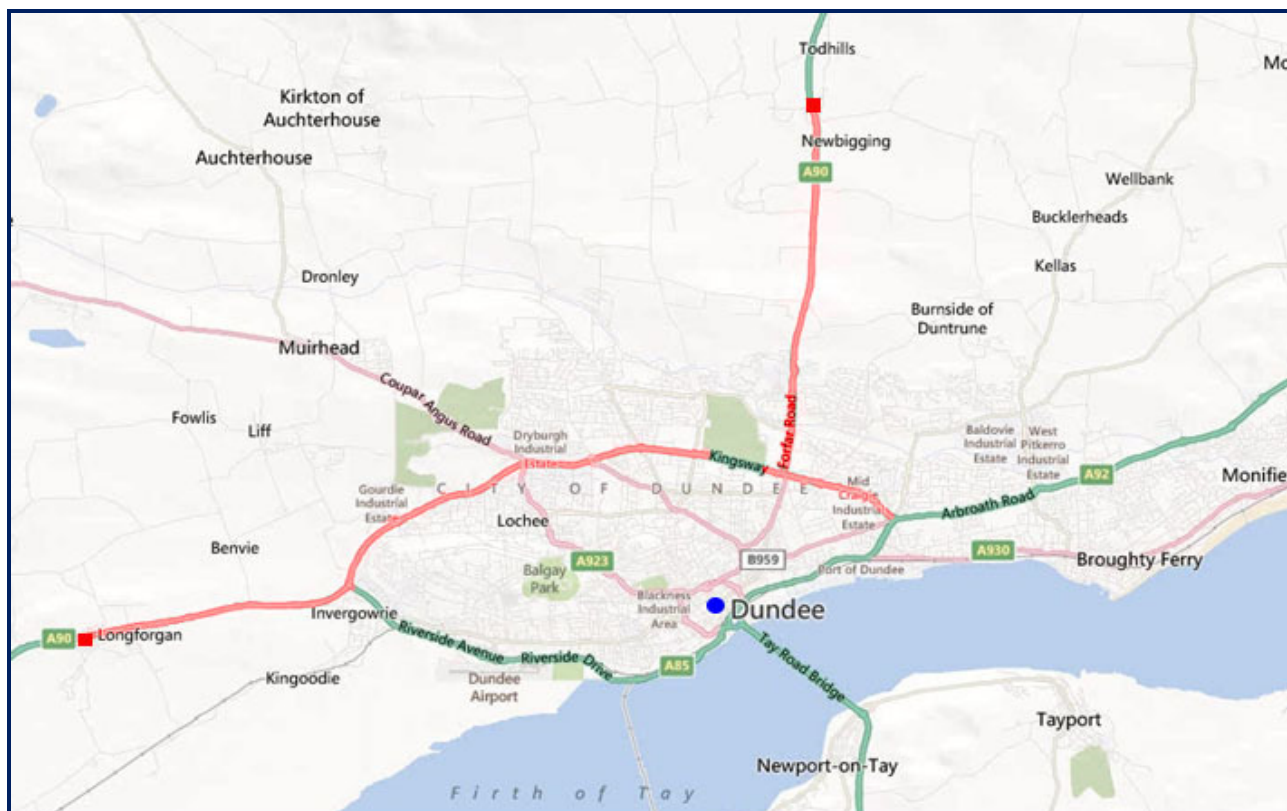 Todhills
Mo
Kirkton of
Auchterhouse
Newbigging
Auchterhouse
A90
Wellbank
Bucklerheads
Kellas
Dronley
Burnside of
Duntrune
Muirhead
Coupar Angus Road
Forfar Road
Fowlis
Liff
Dryburgh
Industrial
Estate
Kingsway
Baldovie
Industrial
Estate
West
Pitkerro
Industrial
Estate
A92
Monifie
Mid
Craigie
Industrial
Estate
CITY OF DUNDEE
Gourdie
Industrial
Estate
Arbroath Road
Lochee
Benvie
A923
B959
A930
Broughty Ferry
Balgay
Park
Port of Dundee
Blackness
Industrial
Area
Dundee
Invergowrie
A90
Longforgan
Riverside Avenue
Riverside Drive
A85
Tay Road Bridge
Kingoodie
Dundee
Airport
Tayport
Newport-on-Tay
Firth of Tay